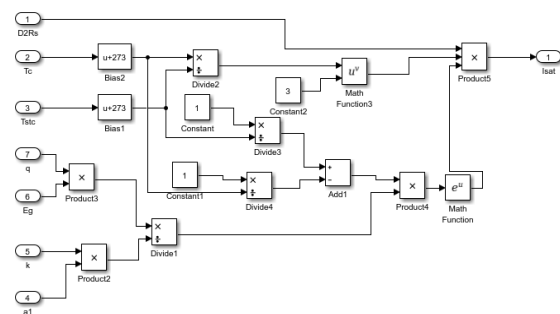 1
D2Rs
2
Tc
u+273
Bias2
×
÷
Divide2
3
Tstc
u+273
Bias1
1
Constant
3
Constant2
u^v
Math
Function3
×
Product5
1
Isat
×
÷
Divide3
7
q
6
Eg
×
Product3
1
Constant1
×
÷
Divide4
+
−
Add1
×
Product4
e^u
Math
Function
×
÷
Divide1
5
k
4
a1
×
Product2